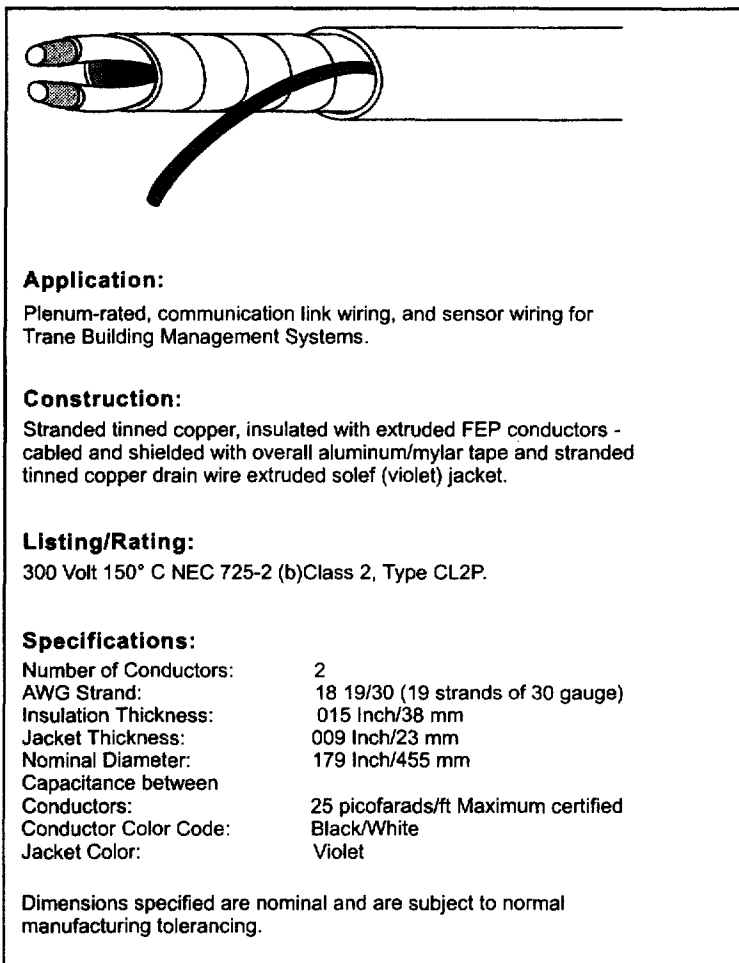 Application:
Plenum-rated, communication link wiring, and sensor wiring for
Trane Building Management Systems.
Construction:
Stranded tinned copper, insulated with extruded FEP conductors -
cabled and shielded with overall aluminum/mylar tape and stranded
tinned copper drain wire extruded solef (violet) jacket.
Listing/Rating:
300 Volt 150° C NEC 725-2 (b)Class 2, Type CL2P.
Specifications:
Number of Conductors: 2
AWG Strand: 18 19/30 (19 strands of 30 gauge)
Insulation Thickness: 015 Inch/38 mm
Jacket Thickness: 009 Inch/23 mm
Nominal Diameter: 179 Inch/455 mm
Capacitance between
Conductors: 25 picofarads/ft Maximum certified
Conductor Color Code: Black/White
Jacket Color: Violet
Dimensions specified are nominal and are subject to normal
manufacturing tolerancing.